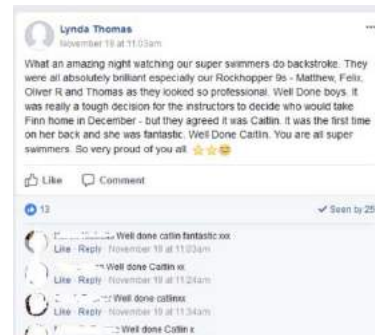 Lynda Thomas
November 19 at 11:03am
What an amazing night watching our super swimmers do backstroke. They
were all absolutely brilliant especially our Rockhopper 9s - Matthew, Felix,
Oliver R and Thomas as they looked so professional. Well Done boys. It
was really a tough decision for the instructors to decide who would take
Finn home in December - but they agreed it was Caitlin. It was the first time
on her back and she was fantastic. Well Done Caitlin. You are all super
swimmers. So very proud of you all
Like Comment
13 Seen by 25
Well done catlin fantastic xxx
Like · Reply · November 19 at 11:03am
Well done Caitlin xx
Like · Reply · November 19 at 11:24am
Well done catlinxx
Like · Reply · November 19 at 11:34am
Well done Catlin x